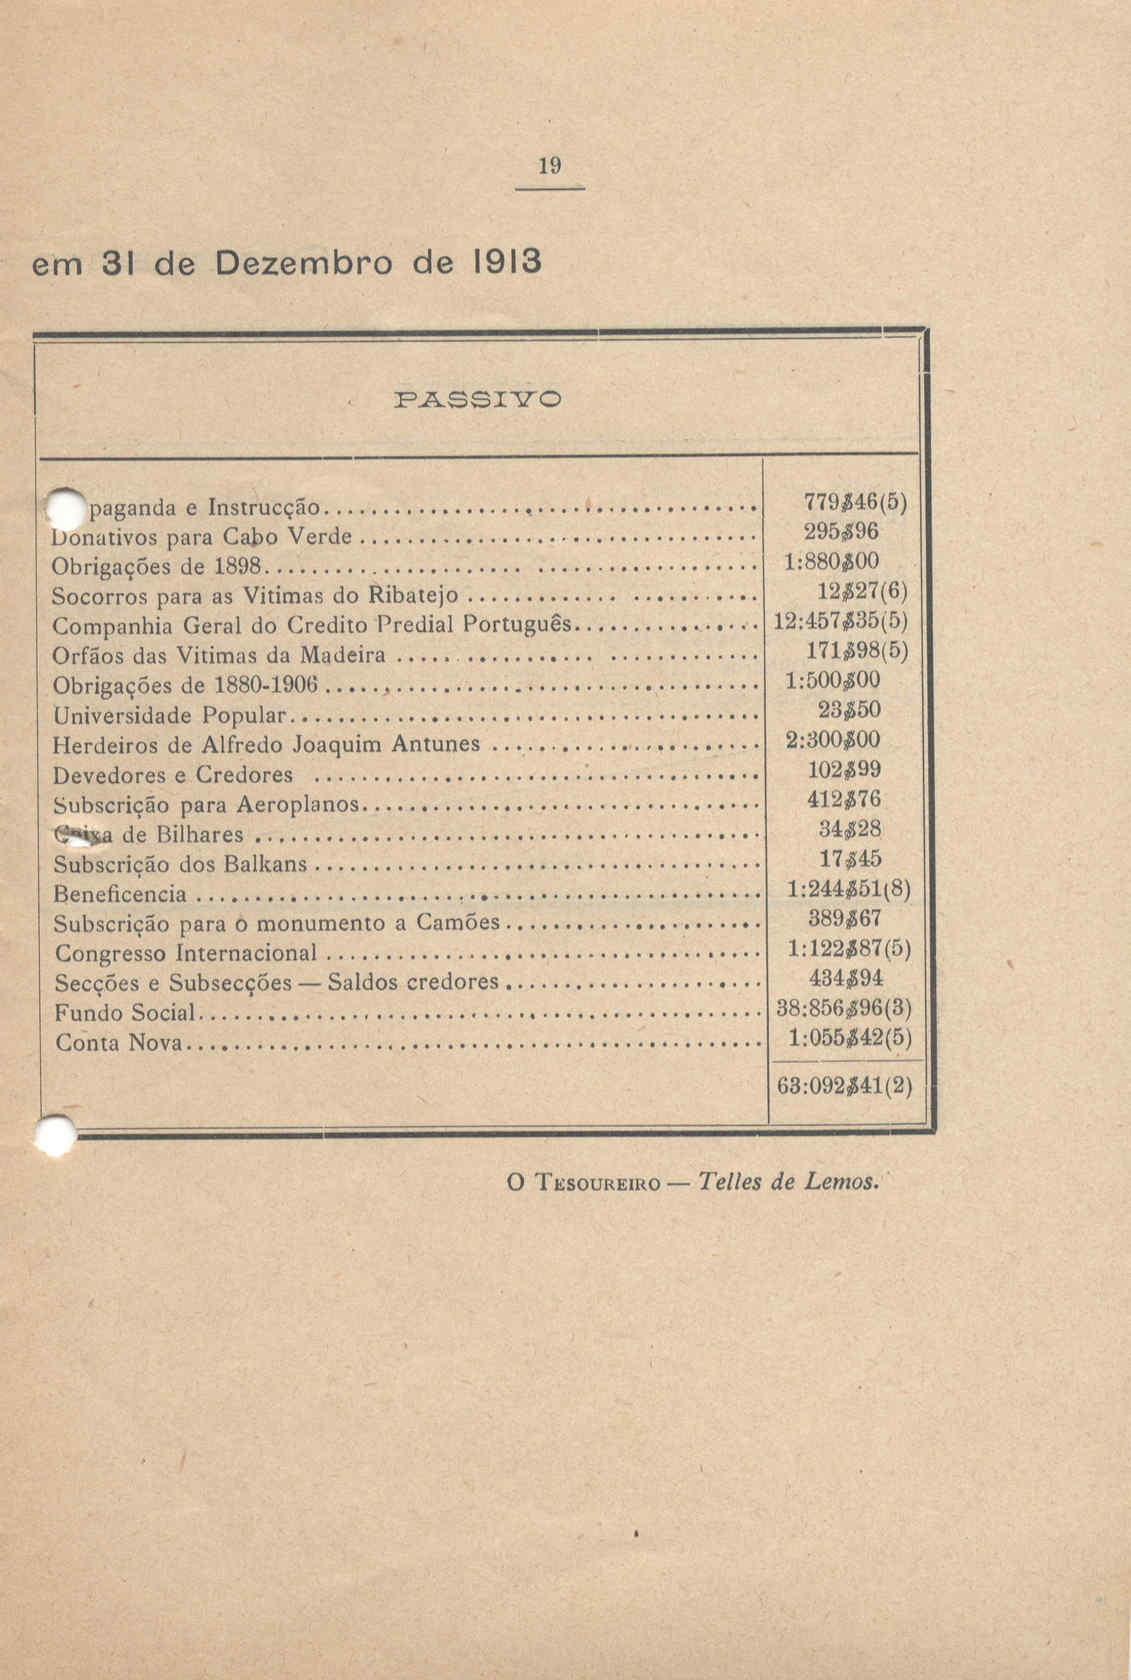 19
em 31 de Dezembro de 1913
PASSIVO
paganda e Instrucção........ 779$46(5)
Donativos para Cabo Verde........ 295$96
Obrigações de 1898........ 1:880$00
Socorros para as Vitimas do Ribatejo........ 12$27(6)
Companhia Geral do Credito Predial Português........ 12:457$35(5)
Orfãos das Vitimas da Madeira........ 171$98(5)
Obrigações de 1880-1906........ 1:500$00
Universidade Popular........ 23$50
Herdeiros de Alfredo Joaquim Antunes........ 2:300$00
Devedores e Credores........ 102$99
Subscrição para Aeroplanos........ 412$76
Caixa de Bilhares........ 34$28
Subscrição dos Balkans........ 17$45
Beneficencia........ 1:244$51(8)
Subscrição para o monumento a Camões........ 389$67
Congresso Internacional........ 1:122$87(5)
Secções e Subsecções — Saldos credores........ 434$94
Fundo Social........ 38:856$96(3)
Conta Nova........ 1:055$42(5)
63:092$41(2)
O TESOUREIRO — Telles de Lemos.